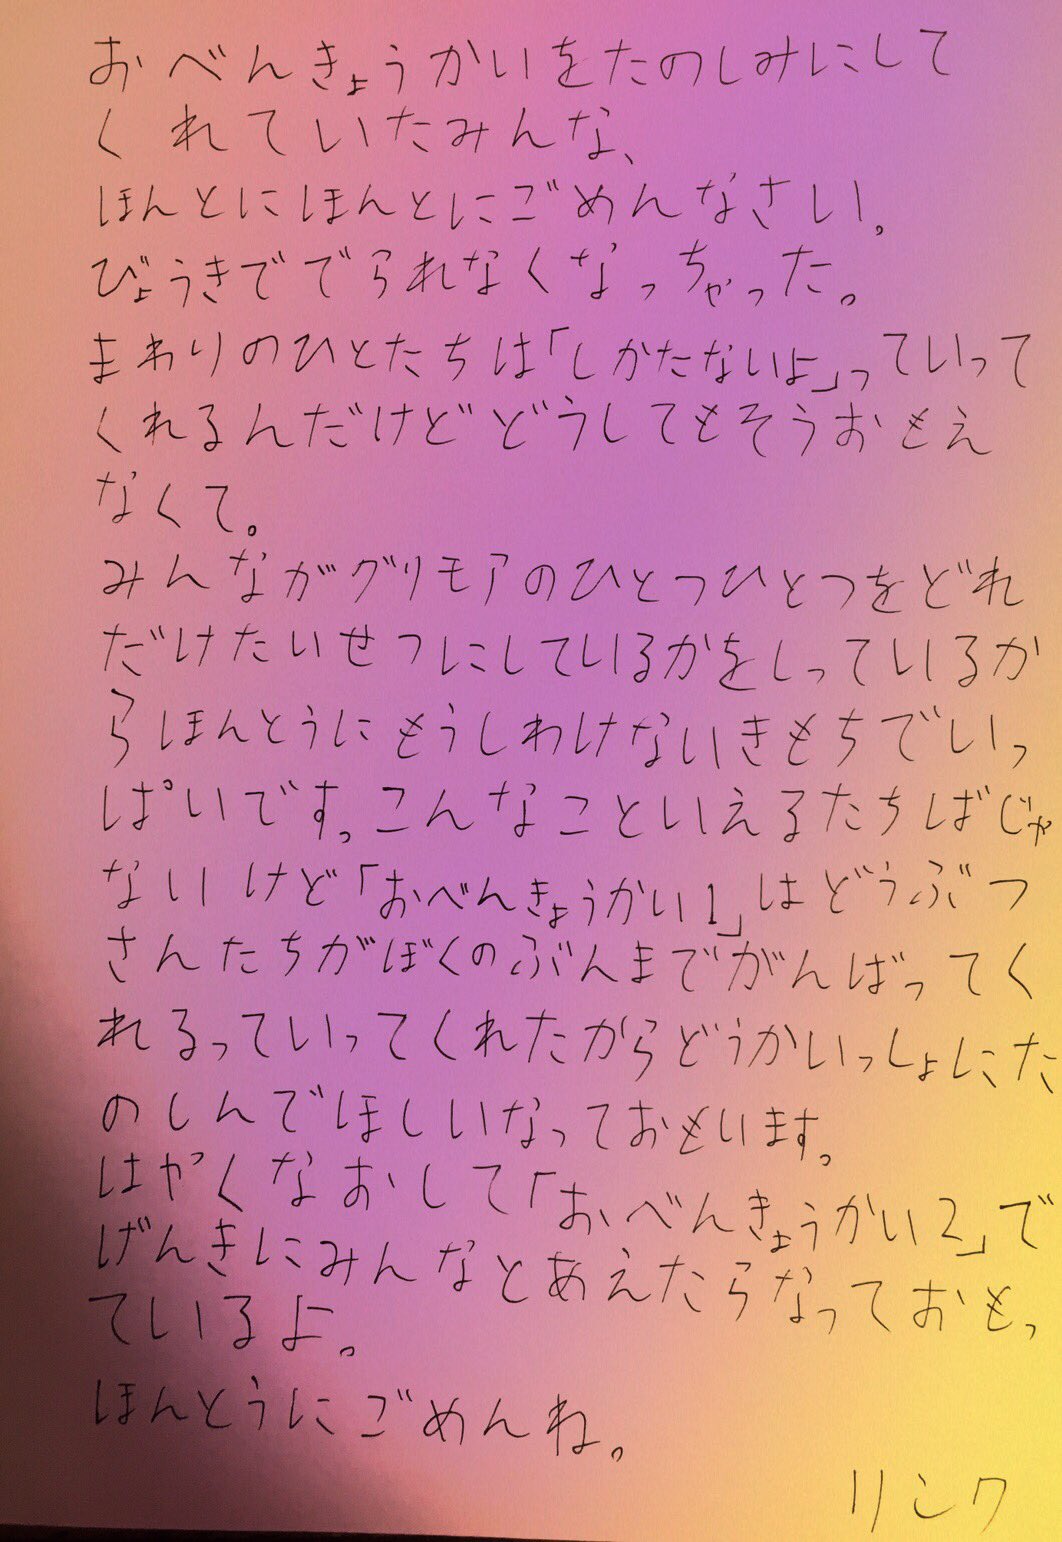 おべんきょうかいをたのしみにして
くれていたみんな、
ほんとにほんとにごめんなさい。
びょうきででられなくなっちゃった。
まわりのひとたちは「しかたないよ」っていって
くれるんだけどどうしてもそうおもえ
なくて。
みんながグリモアのひとつひとつをどれ
だけたいせつにしているかをしっているか
らほんとうにもうしわけないきもちでいっ
ぱいです。こんなこといえるたちばじゃ
ないけど「おべんきょうかい1」はどうぶつ
さんたちがぼくのぶんまでがんばってく
れるっていってくれたからどうかいっしょにた
のしんでほしいなっておもいます。
はやくなおして「おべんきょうかい2」で
げんきにみんなとあえたらなっておもっ
ているよ。
ほんとうにごめんね。
リンク